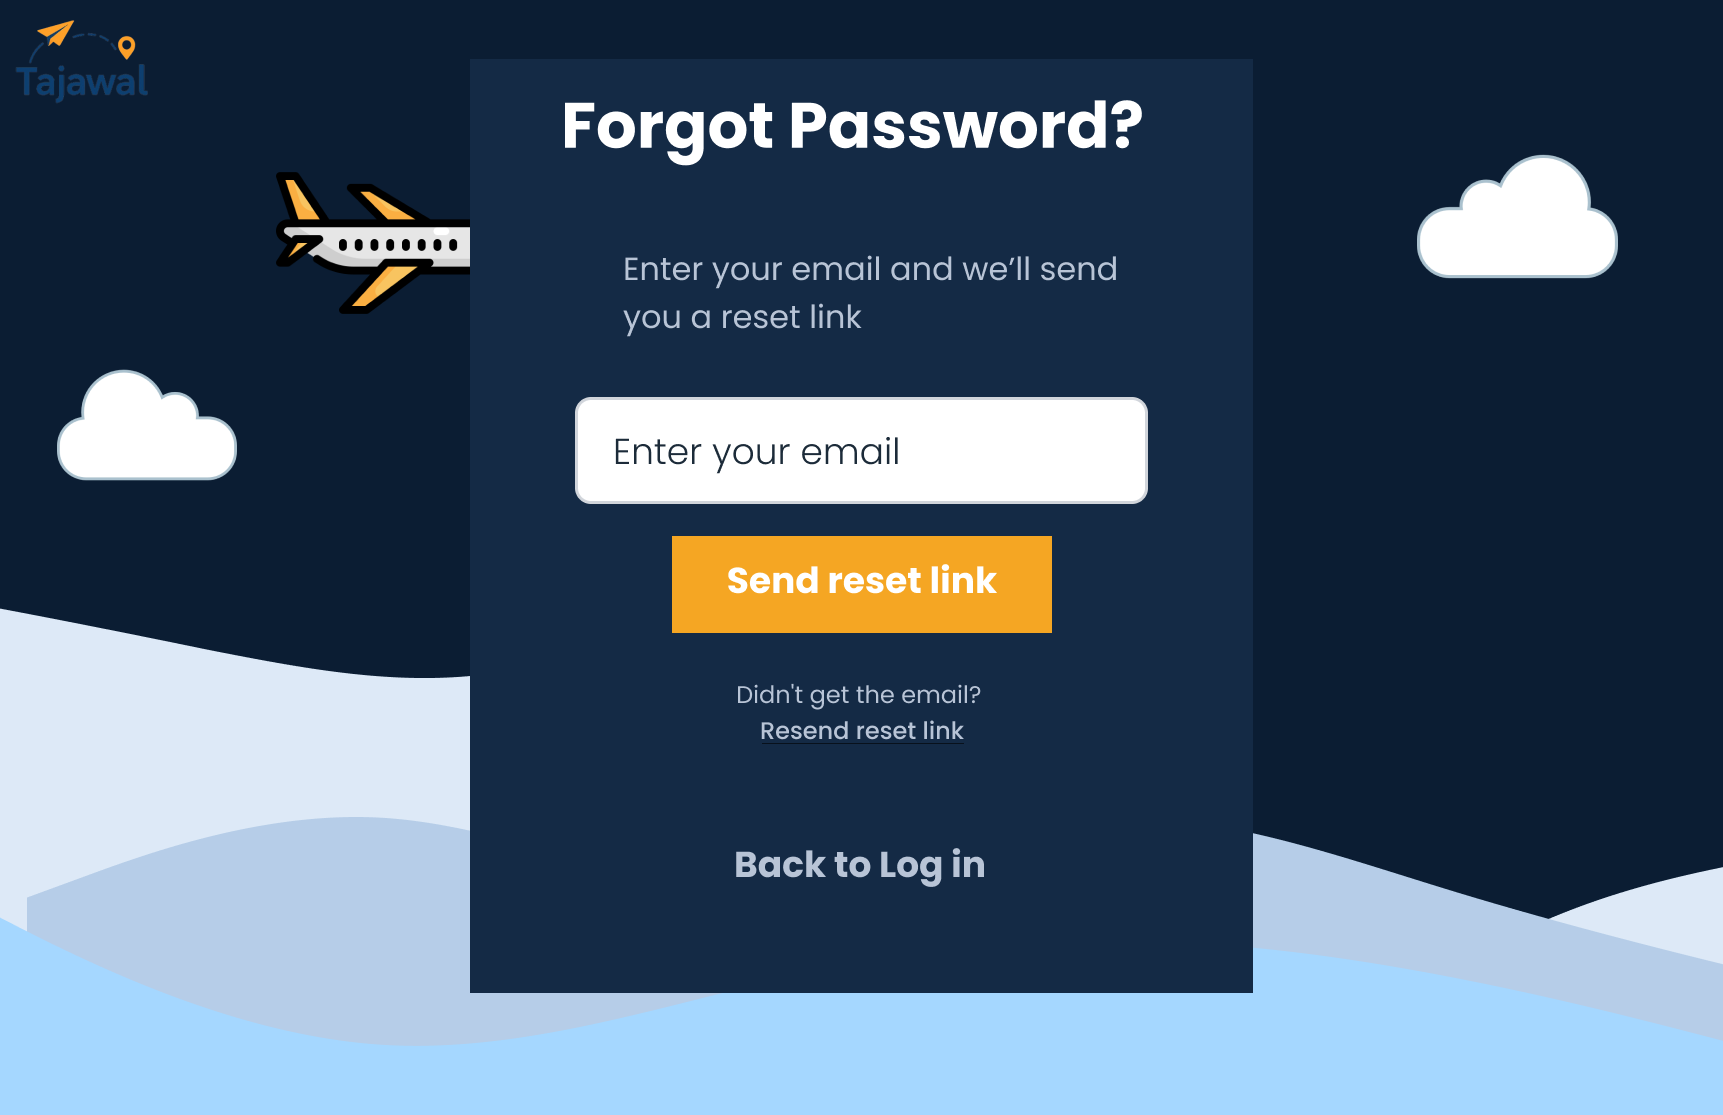 Tajawal
Forgot Password?
Enter your email and we’ll send
you a reset link
Enter your email
Send reset link
Didn't get the email?
Resend reset link
Back to Log in